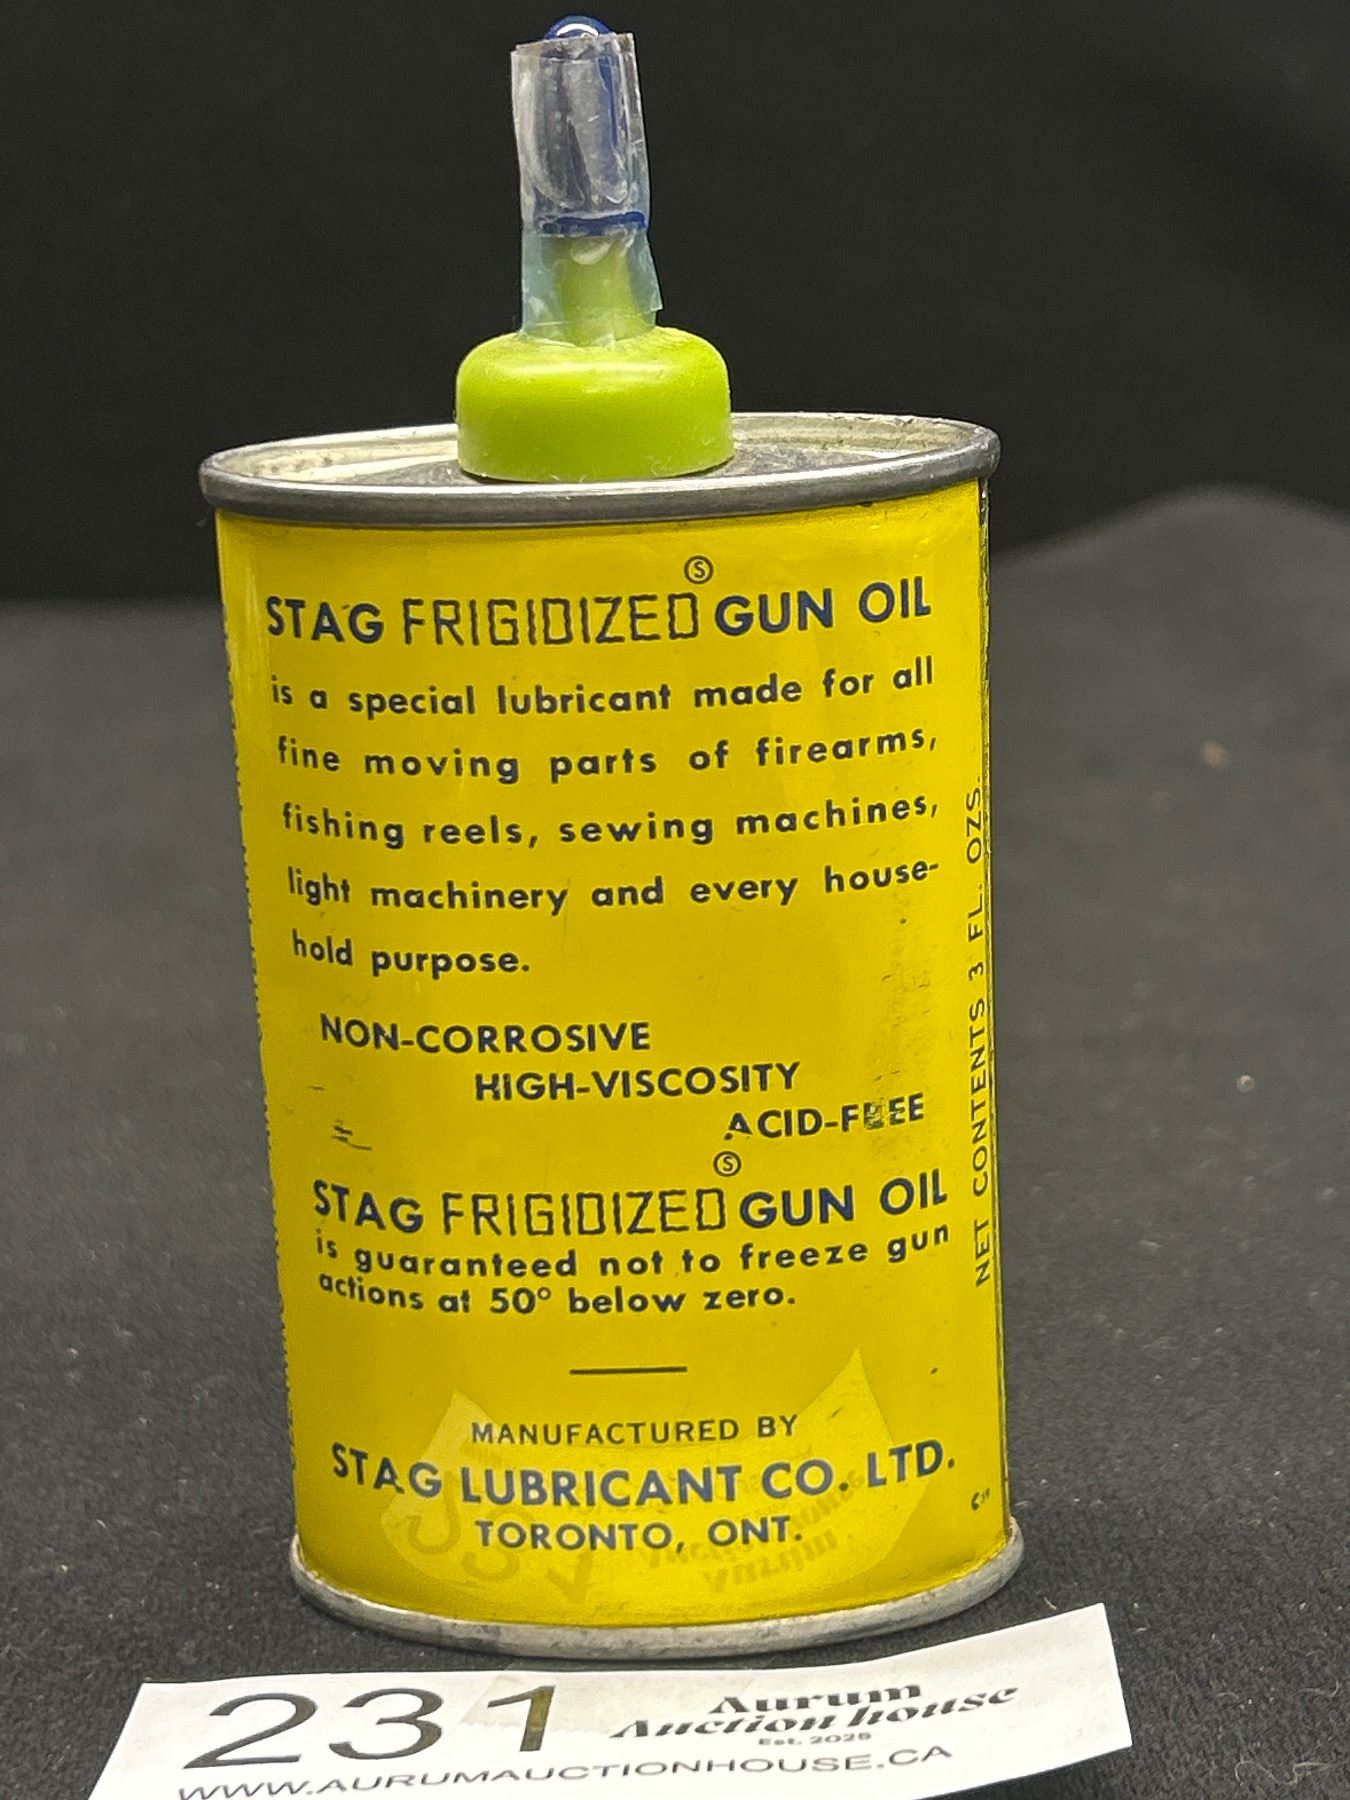 Ⓢ
STAG FRIGIDIZED GUN OIL
is a special lubricant made for all
fine moving parts of firearms,
fishing reels, sewing machines,
light machinery and every house-
hold purpose.
NON-CORROSIVE
HIGH-VISCOSITY
ACID-FREE
Ⓢ
STAG FRIGIDIZED GUN OIL
is guaranteed not to freeze gun
actions at 50° below zero.
MANUFACTURED BY
STAG LUBRICANT CO. LTD.
TORONTO, ONT.
NET CONTENTS 3 FL. OZS.
231
Aurum
Auction house
Est. 2025
WWW.AURUMAUCTIONHOUSE.CA